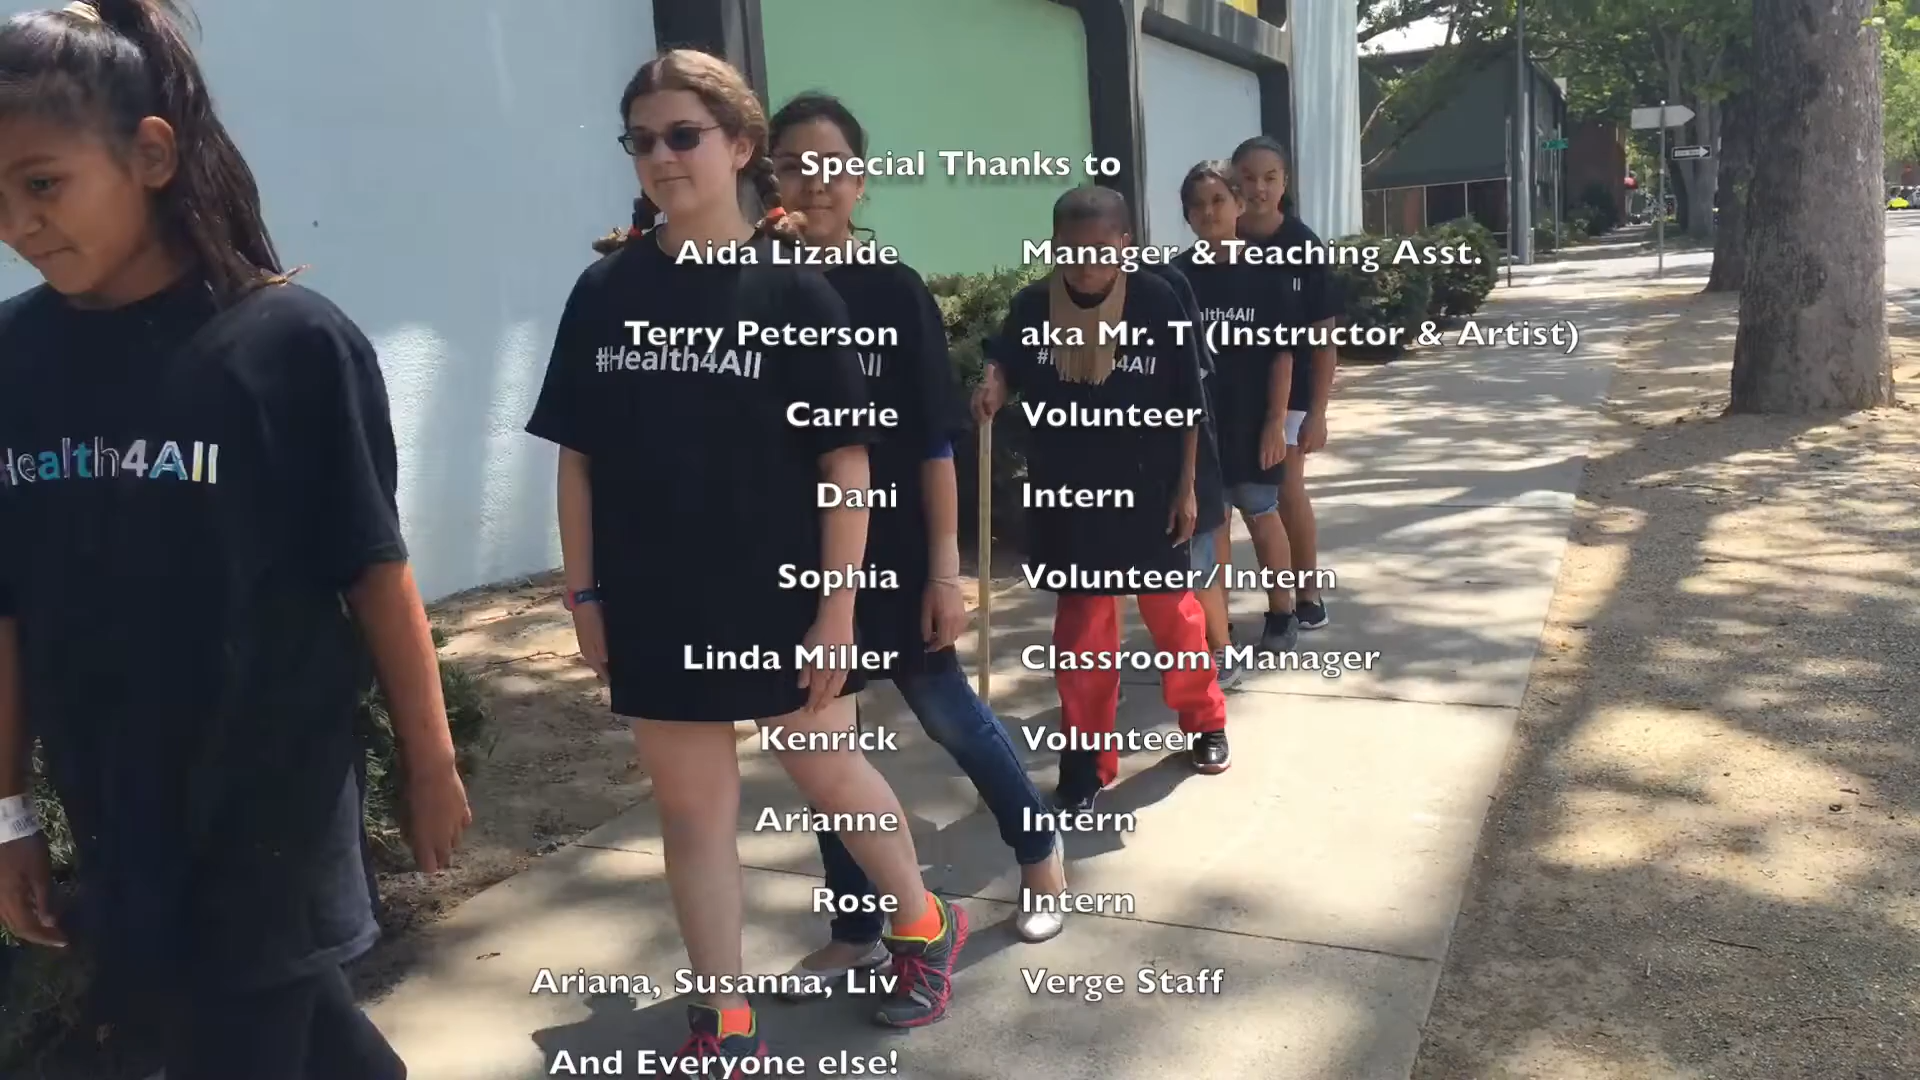 Special Thanks to
Aida Lizalde Manager &Teaching Asst.
Terry Peterson aka Mr. T (Instructor & Artist)
Carrie Volunteer
Dani Intern
Sophia Volunteer/Intern
Linda Miller Classroom Manager
Kenrick Volunteer
Arianne Intern
Rose Intern
Ariana, Susanna, Liv Verge Staff
And Everyone else!
Health4All
#Health4All